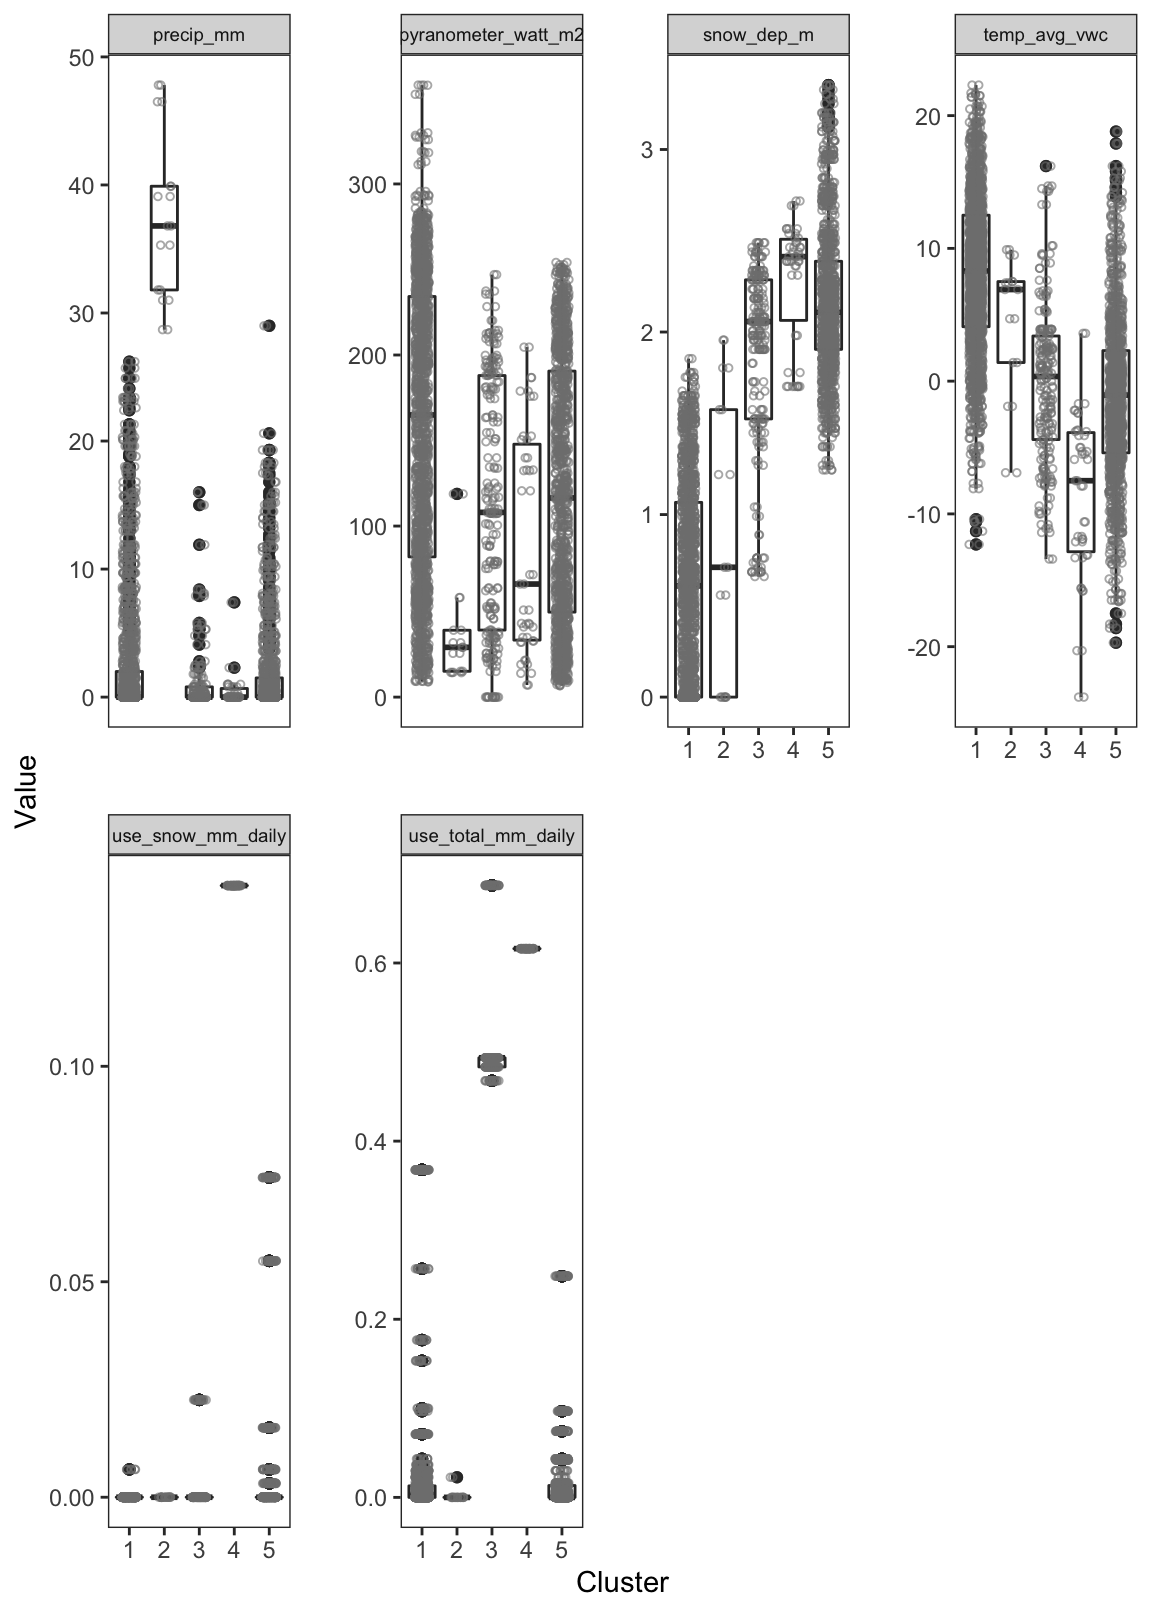 precip_mm
pyranometer_watt_m2
snow_dep_m
temp_avg_vwc
50
40
30
20
10
0
300
200
100
0
3
2
1
0
20
10
0
-10
-20
1 2 3 4 5
1 2 3 4 5
Value
use_snow_mm_daily
use_total_mm_daily
0.10
0.05
0.00
0.6
0.4
0.2
0.0
1 2 3 4 5
1 2 3 4 5
Cluster